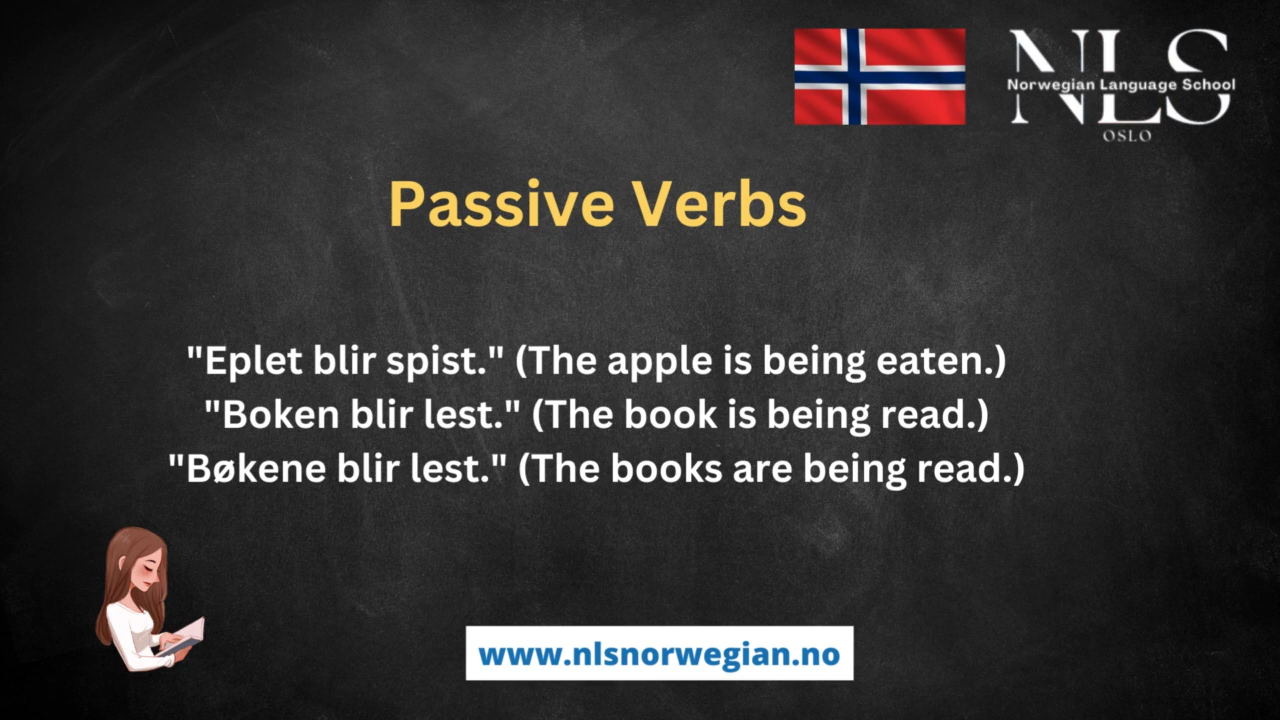 NLS
Norwegian Language School
OSLO
Passive Verbs
"Eplet blir spist." (The apple is being eaten.)
"Boken blir lest." (The book is being read.)
"Bøkene blir lest." (The books are being read.)
www.nlsnorwegian.no